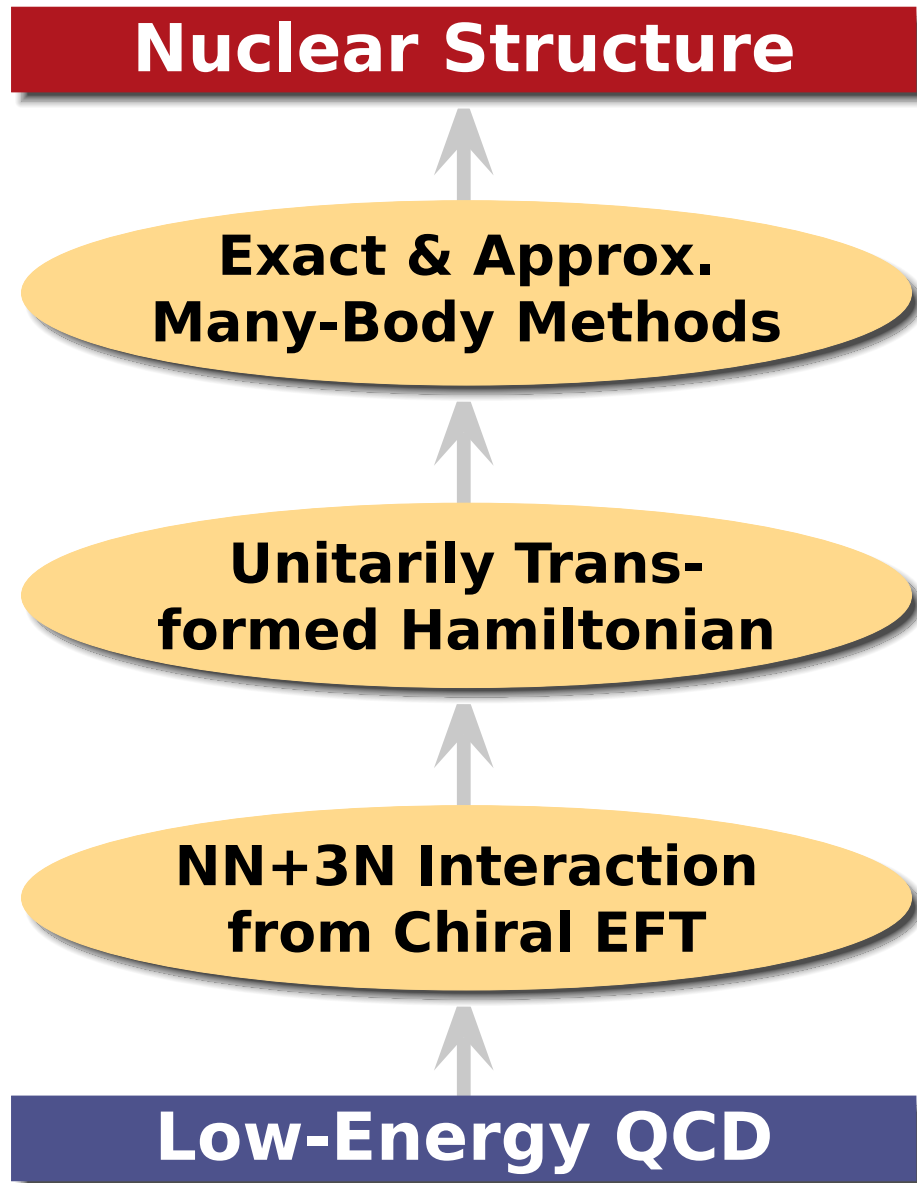 Nuclear Structure
Exact & Approx.
Many-Body Methods
Unitarily Trans-
formed Hamiltonian
NN+3N Interaction
from Chiral EFT
Low-Energy QCD